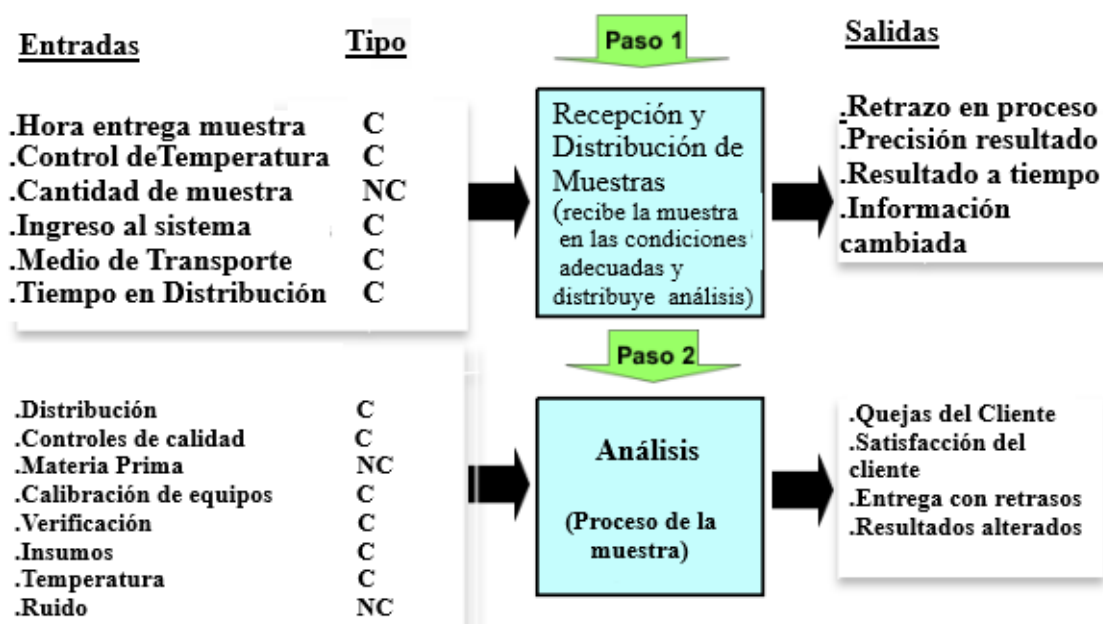 Entradas
Tipo
Paso 1
Salidas
.Hora entrega muestra C
.Control deTemperatura C
.Cantidad de muestra NC
.Ingreso al sistema C
.Medio de Transporte C
.Tiempo en Distribución C
Recepción y
Distribución de
Muestras
(recibe la muestra
en las condiciones
adecuadas y
distribuye análisis)
.Retrazo en proceso
.Precisión resultado
.Resultado a tiempo
.Información
cambiada
Paso 2
.Distribución C
.Controles de calidad C
.Materia Prima NC
.Calibración de equipos C
.Verificación C
.Insumos C
.Temperatura C
.Ruido NC
Análisis
(Proceso de la
muestra)
.Quejas del Cliente
.Satisfacción del
cliente
.Entrega con retrasos
.Resultados alterados